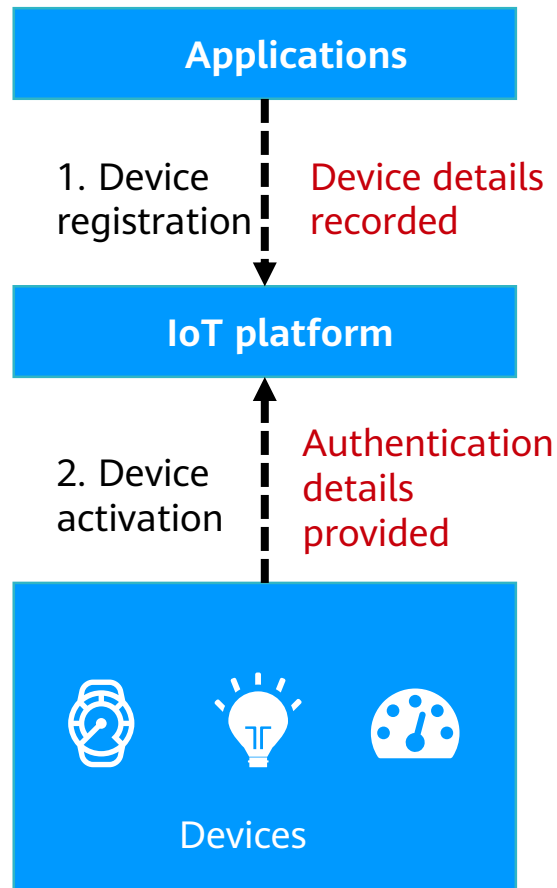 Applications
1. Device
registration
Device details
recorded
IoT platform
2. Device
activation
Authentication
details
provided
Devices